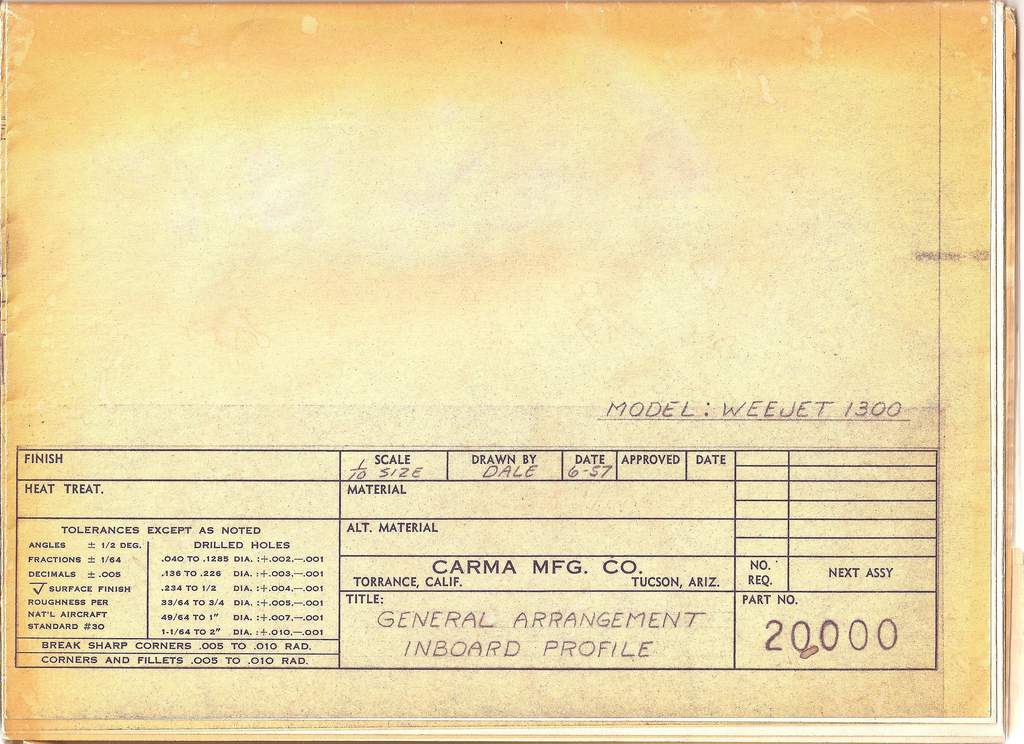 MODEL: WEEJET 1300
FINISH
SCALE
1/10 SIZE
DRAWN BY
DALE
DATE
6-57
APPROVED
DATE
HEAT TREAT.
MATERIAL
ALT. MATERIAL
TOLERANCES EXCEPT AS NOTED
ANGLES ± 1/2 DEG.
FRACTIONS ± 1/64
DECIMALS ± .005
√ SURFACE FINISH
ROUGHNESS PER
NAT'L AIRCRAFT
STANDARD #30
DRILLED HOLES
.040 TO .1285 DIA. :+.002.—.001
.136 TO .226 DIA. :+.003.—.001
.234 TO 1/2 DIA. :+.004.—.001
33/64 TO 3/4 DIA. :+.005.—.001
49/64 TO 1" DIA. :+.007.—.001
1-1/64 TO 2" DIA. :+.010.—.001
BREAK SHARP CORNERS .005 TO .010 RAD.
CORNERS AND FILLETS .005 TO .010 RAD.
CARMA MFG. CO.
TORRANCE, CALIF. TUCSON, ARIZ.
NO.
REQ.
NEXT ASSY
TITLE:
GENERAL ARRANGEMENT
INBOARD PROFILE
PART NO.
20000